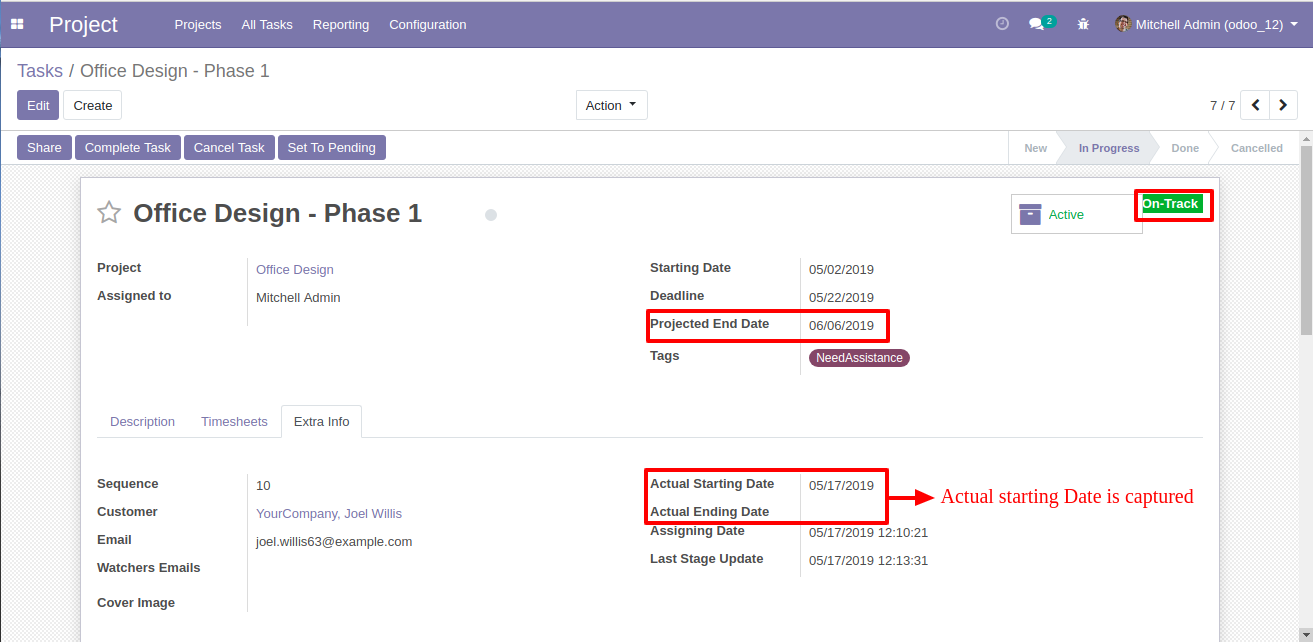 Project Projects All Tasks Reporting Configuration 2 Mitchell Admin (odoo_12)
Tasks / Office Design - Phase 1
Edit Create Action 7 / 7
Share Complete Task Cancel Task Set To Pending New In Progress Done Cancelled
Office Design - Phase 1 Active On-Track
Project Office Design Starting Date 05/02/2019
Assigned to Mitchell Admin Deadline 05/22/2019
Projected End Date 06/06/2019
Tags NeedAssistance
Description Timesheets Extra Info
Sequence 10 Actual Starting Date 05/17/2019 Actual starting Date is captured
Customer YourCompany, Joel Willis Actual Ending Date
Email joel.willis63@example.com Assigning Date 05/17/2019 12:10:21
Watchers Emails Last Stage Update 05/17/2019 12:13:31
Cover Image